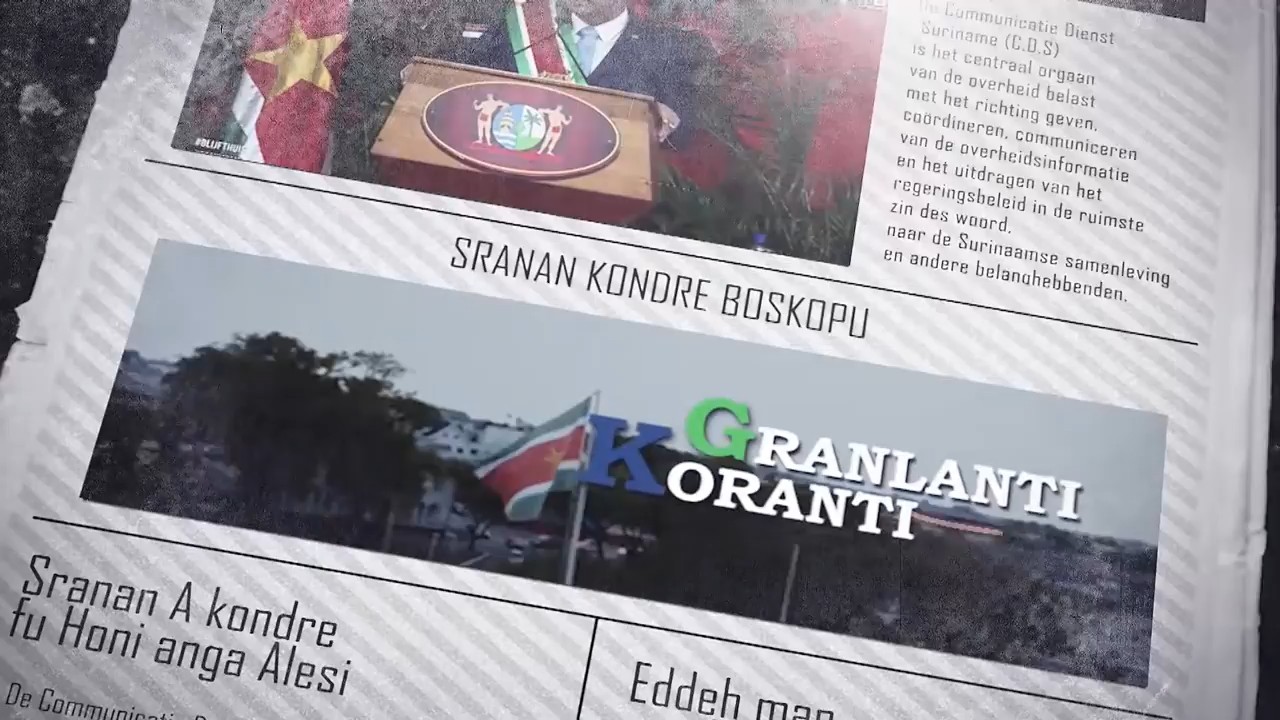 De Communicatie Dienst
Suriname (C.D.S)
is het centraal orgaan
van de overheid belast
met het richting geven,
coördineren, communiceren
van de overheidsinformatie
en het uitdragen van het
regeringsbeleid in de ruimste
zin des woord.
naar de Surinaamse samenleving
en andere belanghebbenden.
SRANAN KONDRE BOSKOPU
GRANLANTI
KORANTI
Sranan A kondre
fu Honi anga Alesi
Eddeh man
De